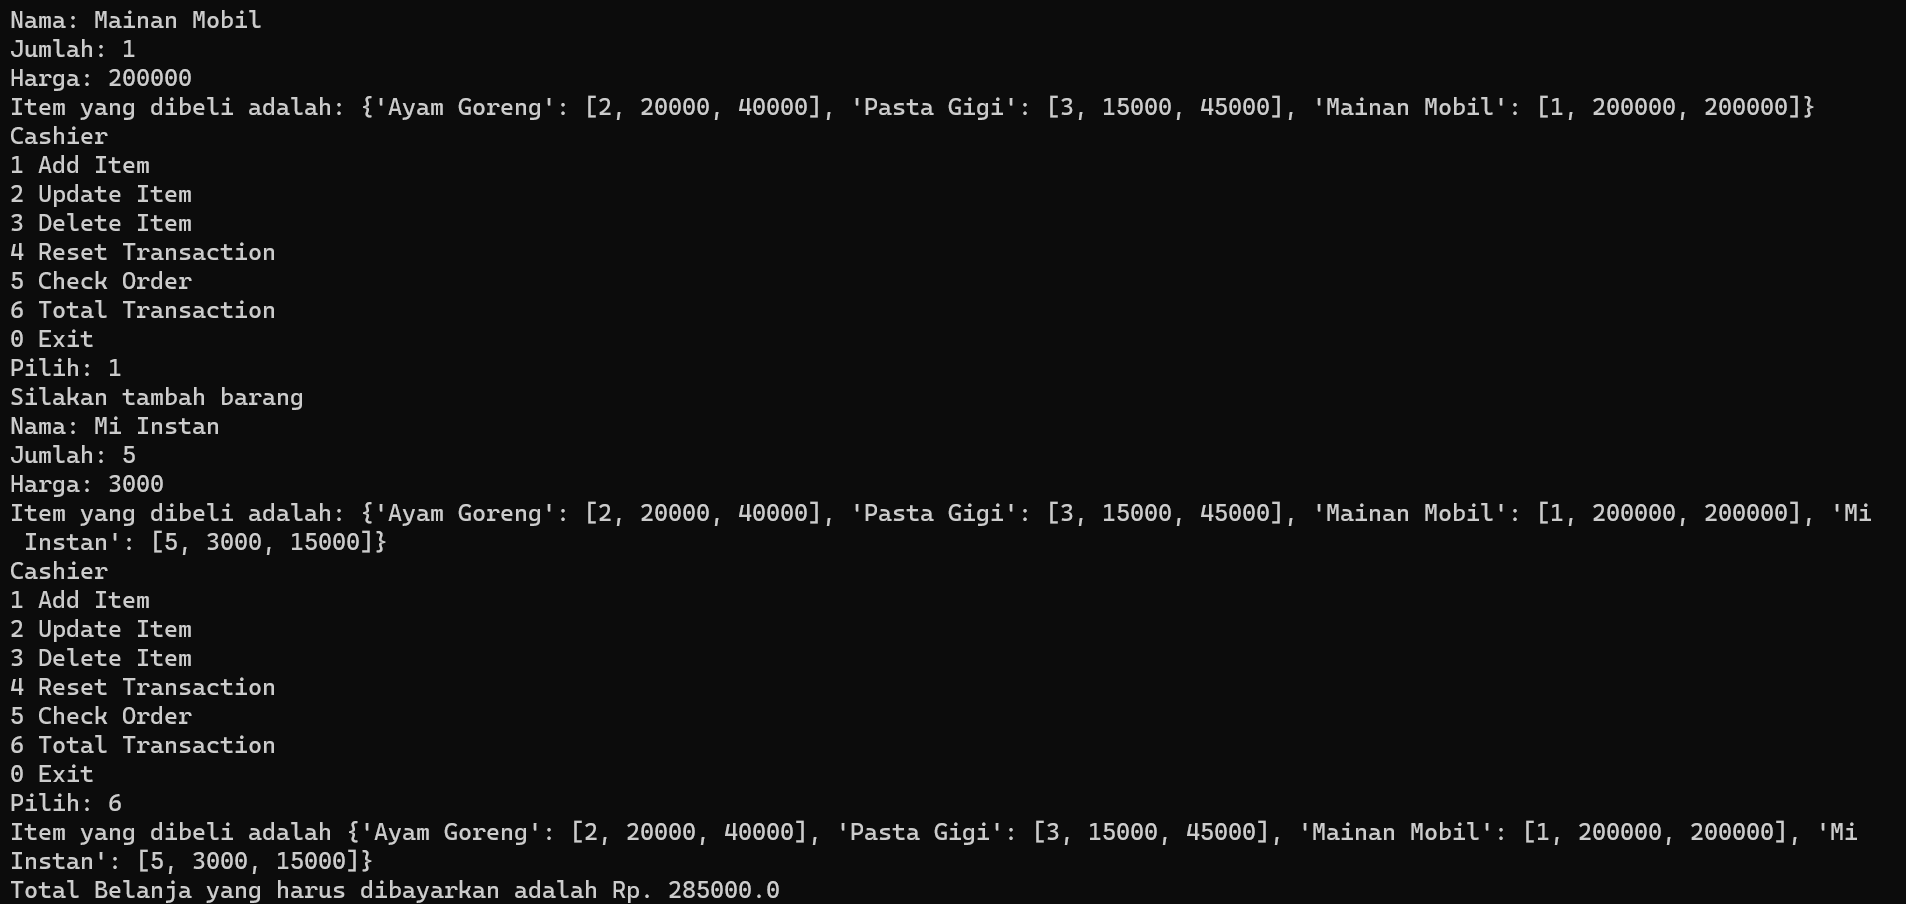 Nama: Mainan Mobil
Jumlah: 1
Harga: 200000
Item yang dibeli adalah: {'Ayam Goreng': [2, 20000, 40000], 'Pasta Gigi': [3, 15000, 45000], 'Mainan Mobil': [1, 200000, 200000]}
Cashier
1 Add Item
2 Update Item
3 Delete Item
4 Reset Transaction
5 Check Order
6 Total Transaction
0 Exit
Pilih: 1
Silakan tambah barang
Nama: Mi Instan
Jumlah: 5
Harga: 3000
Item yang dibeli adalah: {'Ayam Goreng': [2, 20000, 40000], 'Pasta Gigi': [3, 15000, 45000], 'Mainan Mobil': [1, 200000, 200000], 'Mi
 Instan': [5, 3000, 15000]}
Cashier
1 Add Item
2 Update Item
3 Delete Item
4 Reset Transaction
5 Check Order
6 Total Transaction
0 Exit
Pilih: 6
Item yang dibeli adalah {'Ayam Goreng': [2, 20000, 40000], 'Pasta Gigi': [3, 15000, 45000], 'Mainan Mobil': [1, 200000, 200000], 'Mi
Instan': [5, 3000, 15000]}
Total Belanja yang harus dibayarkan adalah Rp. 285000.0